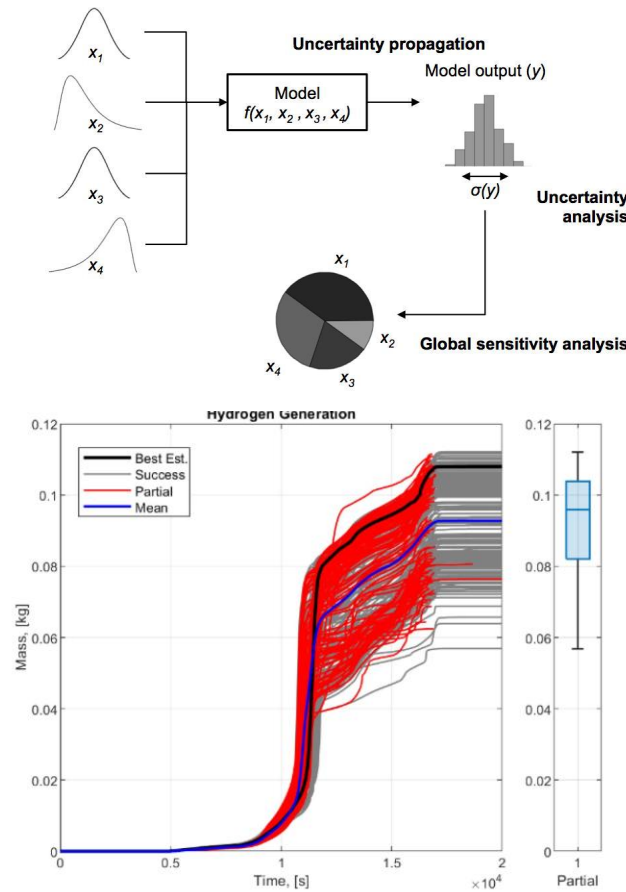 x1
Uncertainty propagation
Model output (y)
Model
f(x1, x2 , x3 , x4)
x2
x3
σ(y)
Uncertainty
analysis
x4
x1
x2
Global sensitivity analysis
x4
x3
Hydrogen Generation
0.12
0.12
Best Est.
Success
Partial
Mean
0.1
0.1
0.08
0.08
Mass, [kg]
0.06
0.06
0.04
0.04
0.02
0.02
0
0
0
0.5
1
1.5
2
1
Time, [s]
×10^4
Partial